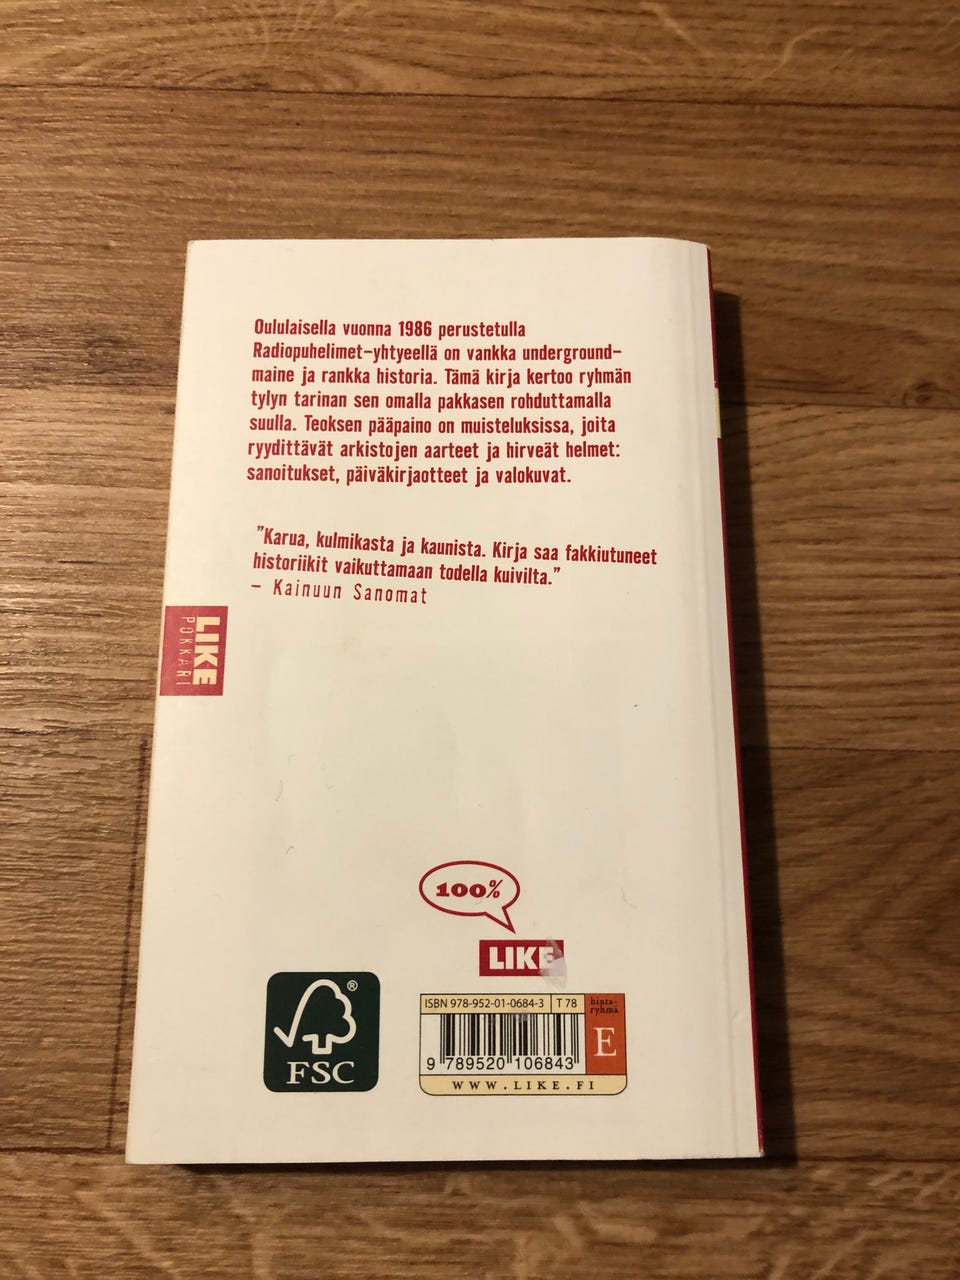 Oululaisella vuonna 1986 perustetulla
Radiopuhelimet-yhtyeellä on vankka underground-
maine ja rankka historia. Tämä kirja kertoo ryhmän
tylyn tarinan sen omalla pakkasen rohduttamalla
suulla. Teoksen pääpaino on muisteluksissa, joita
ryydittävät arkistojen aarteet ja hirveät helmet:
sanoitukset, päiväkirjaotteet ja valokuvat.
"Karua, kulmikasta ja kaunista. Kirja saa fakkiutuneet
historiikit vaikuttamaan todella kuivilta."
– Kainuun Sanomat
LIKE
POKKARI
100%
LIKE
FSC
®
ISBN 978-952-01-0684-3
T 78
hinta-
ryhmä
E
9 789520 106843
WWW.LIKE.FI